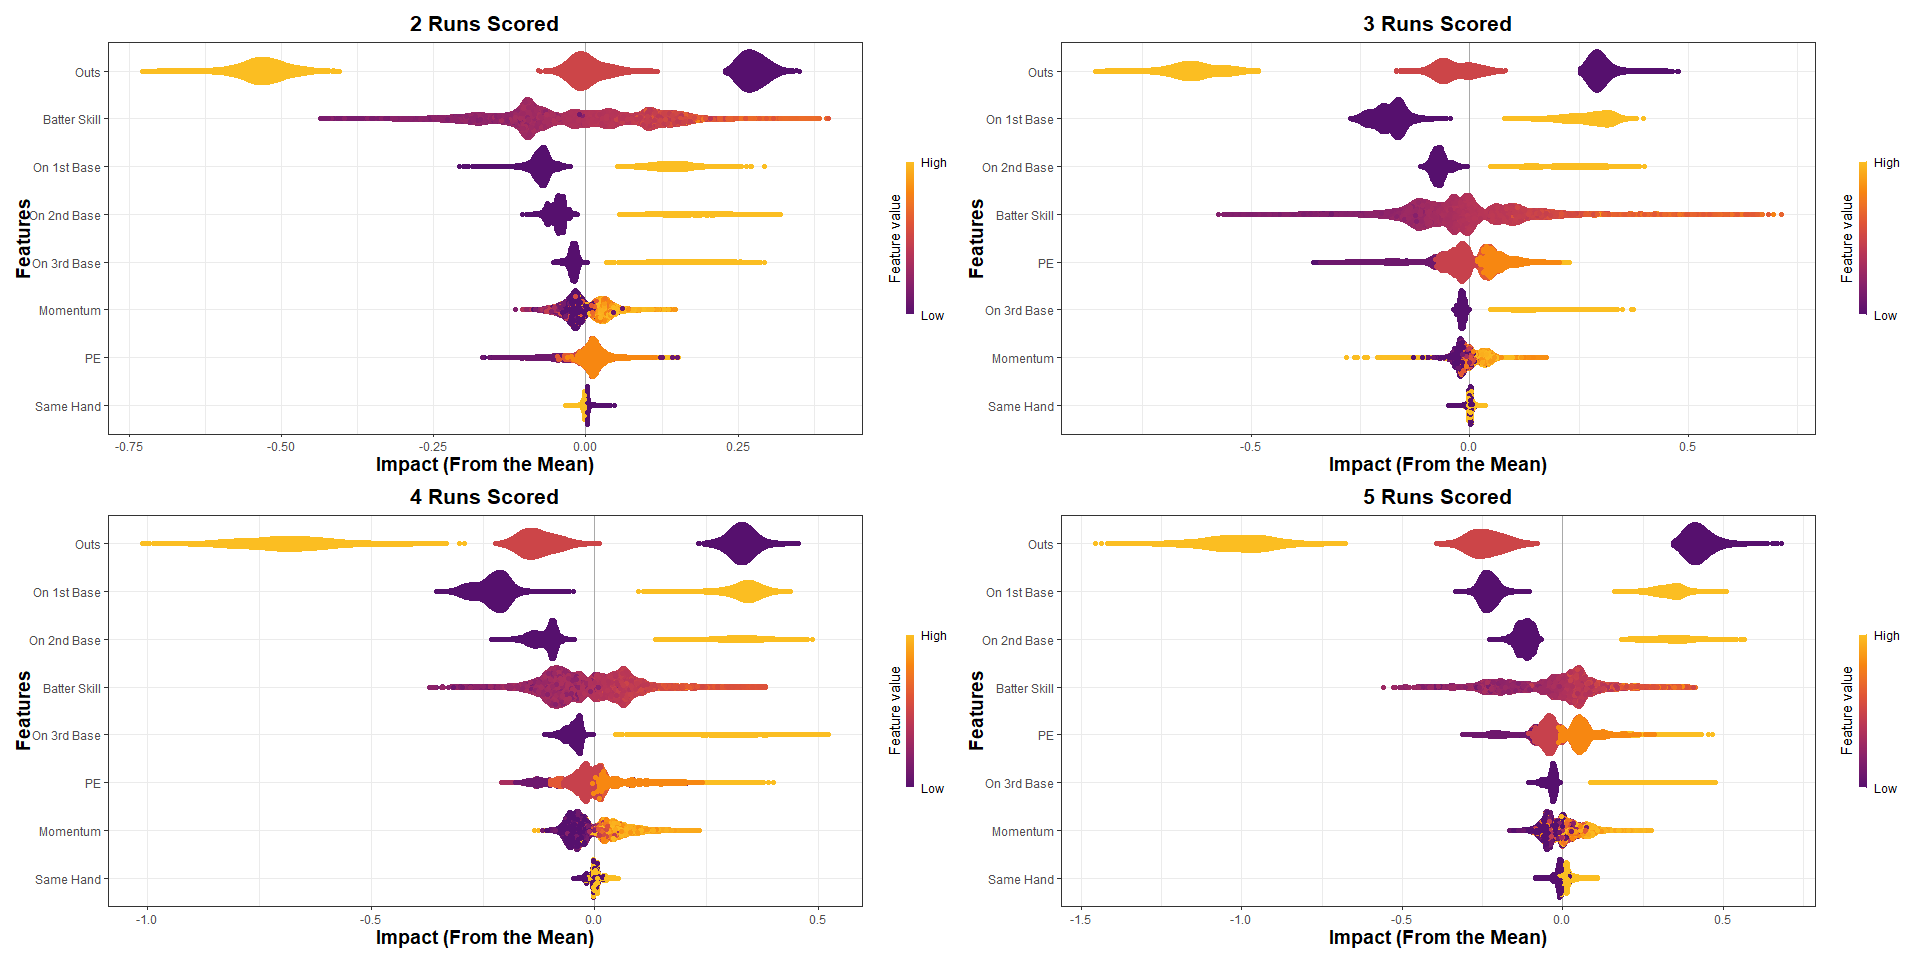 2 Runs Scored
Outs
Batter Skill
On 1st Base
On 2nd Base
On 3rd Base
Momentum
PE
Same Hand
Features
-0.75
-0.50
-0.25
0.00
0.25
Impact (From the Mean)
High
Low
Feature value
3 Runs Scored
Outs
On 1st Base
On 2nd Base
Batter Skill
PE
On 3rd Base
Momentum
Same Hand
Features
-0.5
0.0
0.5
Impact (From the Mean)
High
Low
Feature value
4 Runs Scored
Outs
On 1st Base
On 2nd Base
Batter Skill
On 3rd Base
PE
Momentum
Same Hand
Features
-1.0
-0.5
0.0
0.5
Impact (From the Mean)
High
Low
Feature value
5 Runs Scored
Outs
On 1st Base
On 2nd Base
Batter Skill
PE
On 3rd Base
Momentum
Same Hand
Features
-1.5
-1.0
-0.5
0.0
0.5
Impact (From the Mean)
High
Low
Feature value